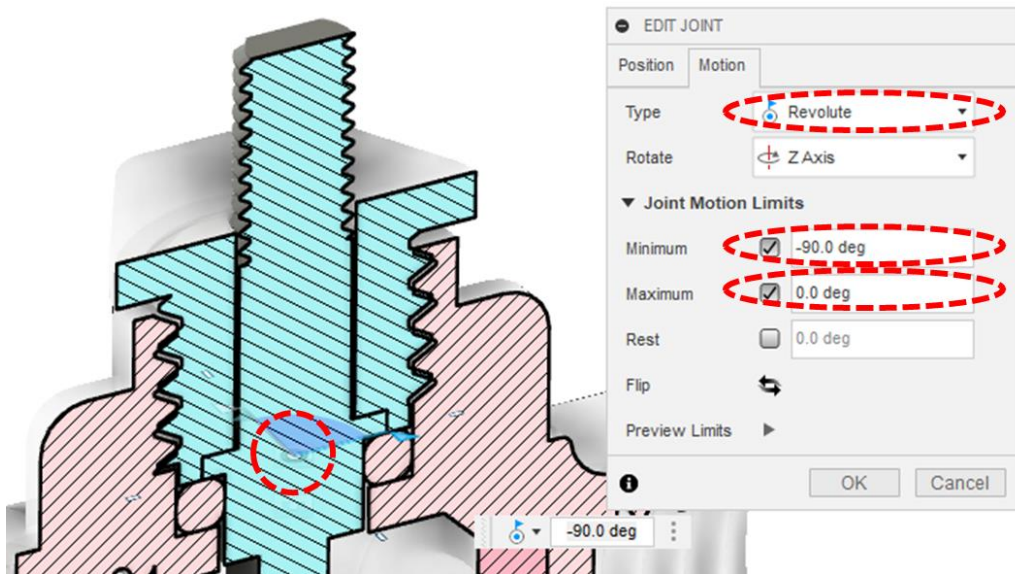 EDIT JOINT
Position Motion
Type Revolute
Rotate Z Axis
Joint Motion Limits
Minimum -90.0 deg
Maximum 0.0 deg
Rest 0.0 deg
Flip
Preview Limits
OK Cancel
-90.0 deg